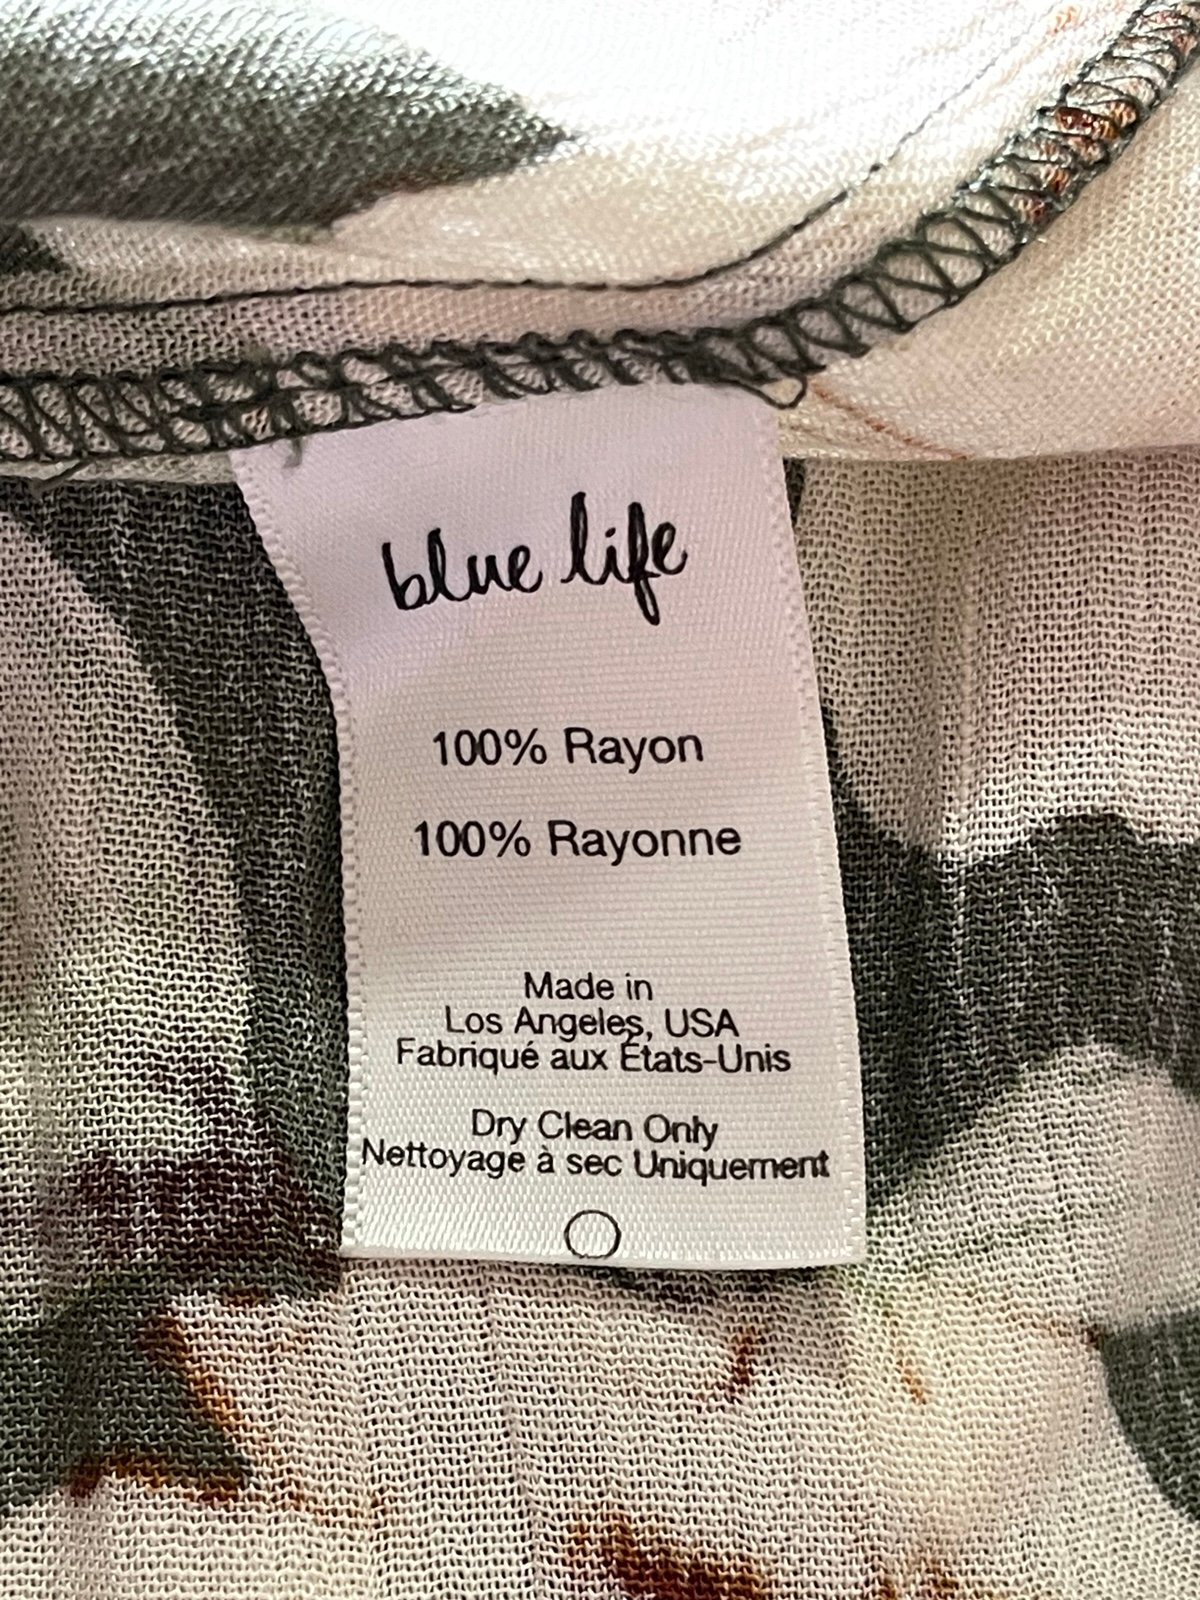 blue life
100% Rayon
100% Rayonne
Made in
Los Angeles, USA
Fabriqué aux États-Unis
Dry Clean Only
Nettoyage à sec Uniquement